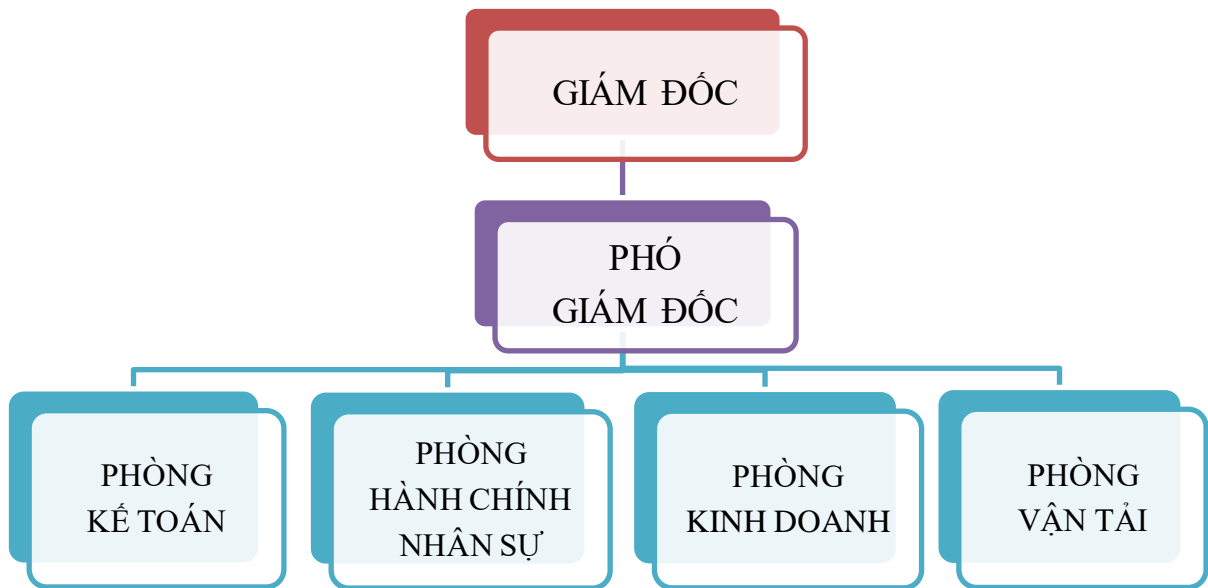 GIÁM ĐỐC
PHÓ
GIÁM ĐỐC
PHÒNG
KẾ TOÁN
PHÒNG
HÀNH CHÍNH
NHÂN SỰ
PHÒNG
KINH DOANH
PHÒNG
VẬN TẢI